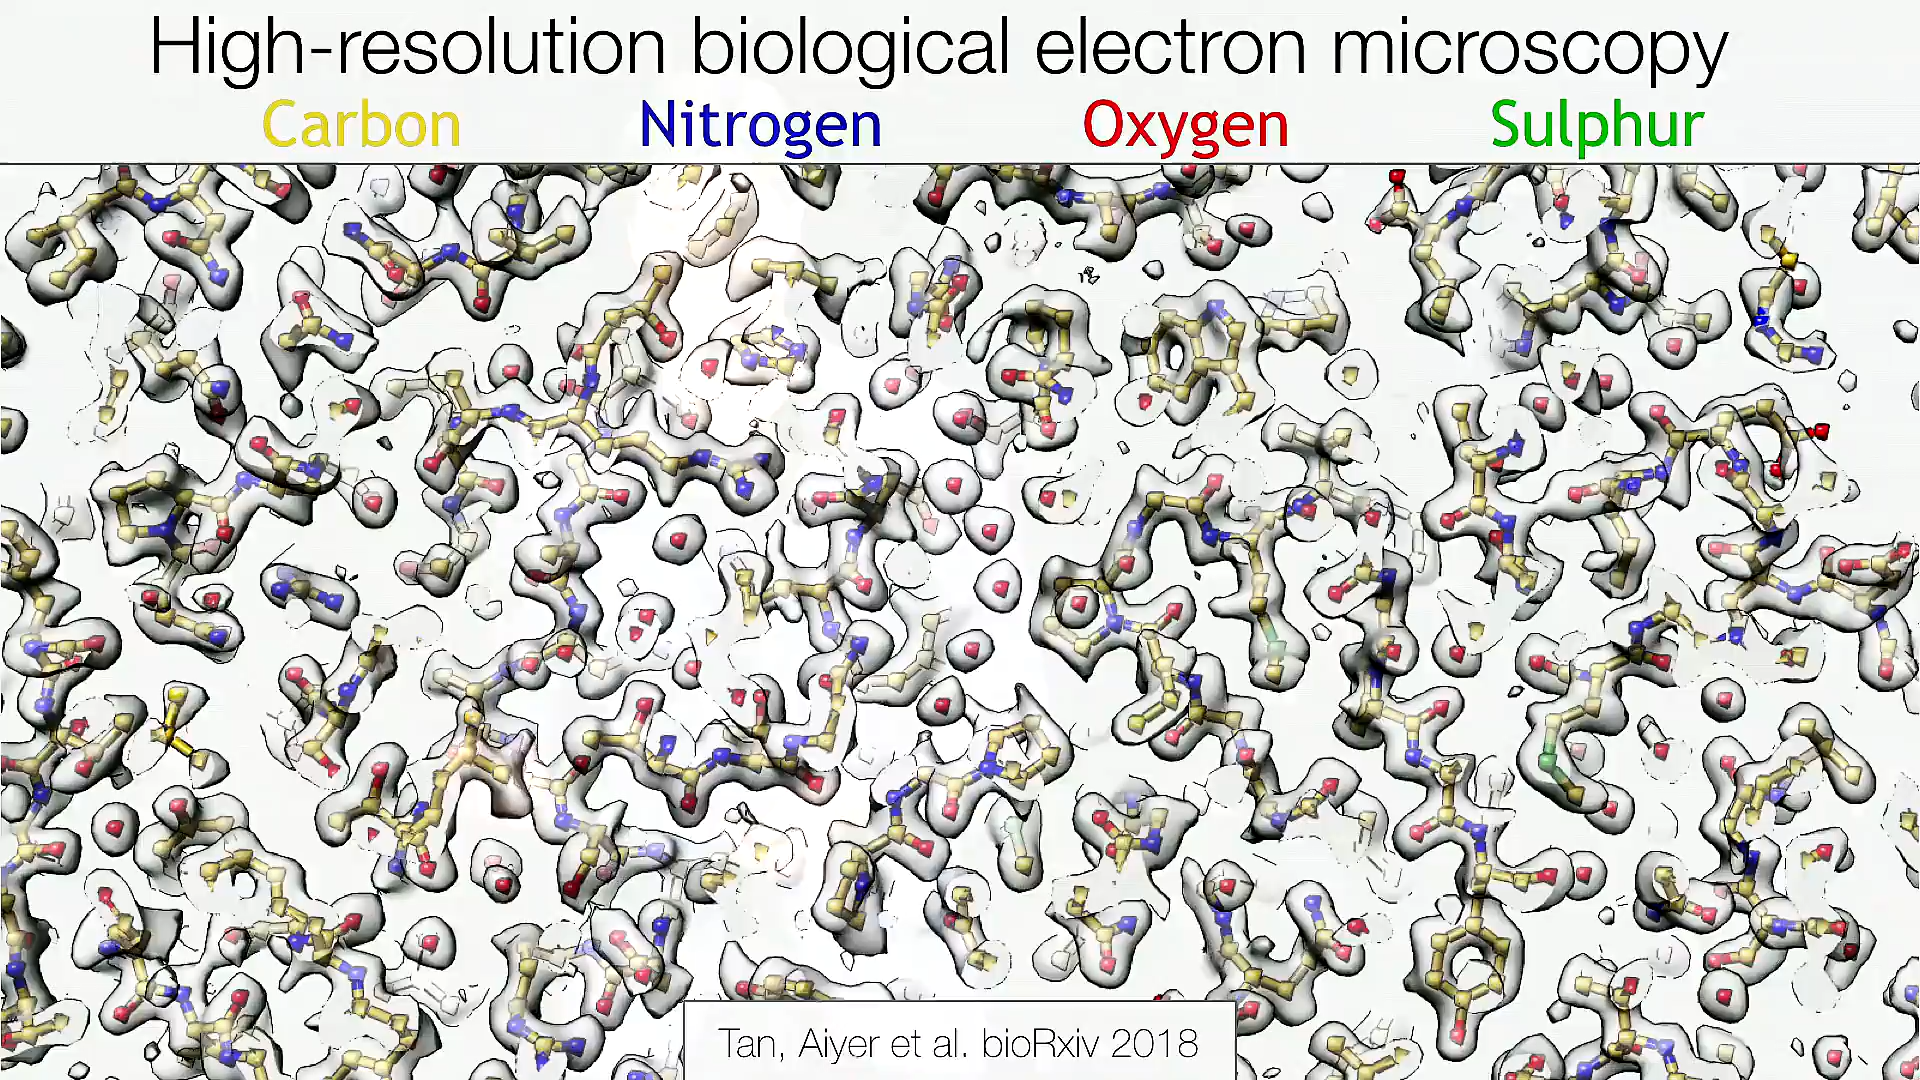 High-resolution biological electron microscopy
Carbon Nitrogen Oxygen Sulphur
Tan, Aiyer et al. bioRxiv 2018